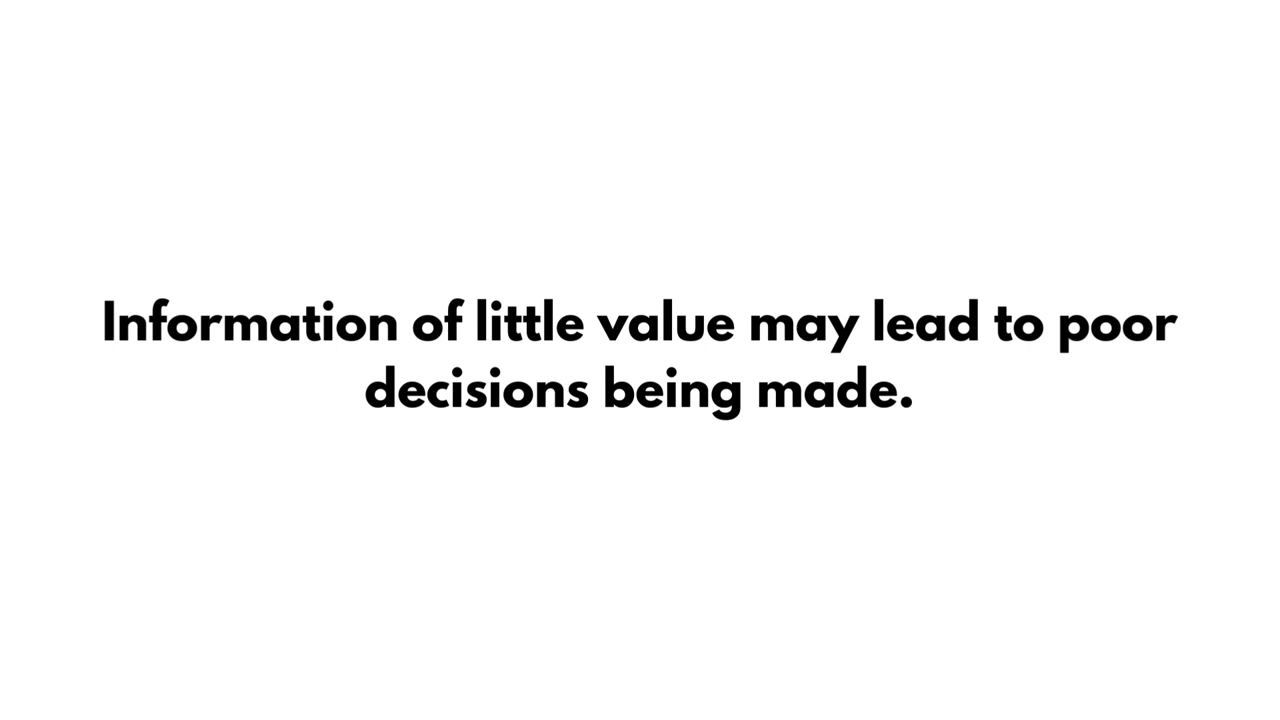 Information of little value may lead to poor
decisions being made.